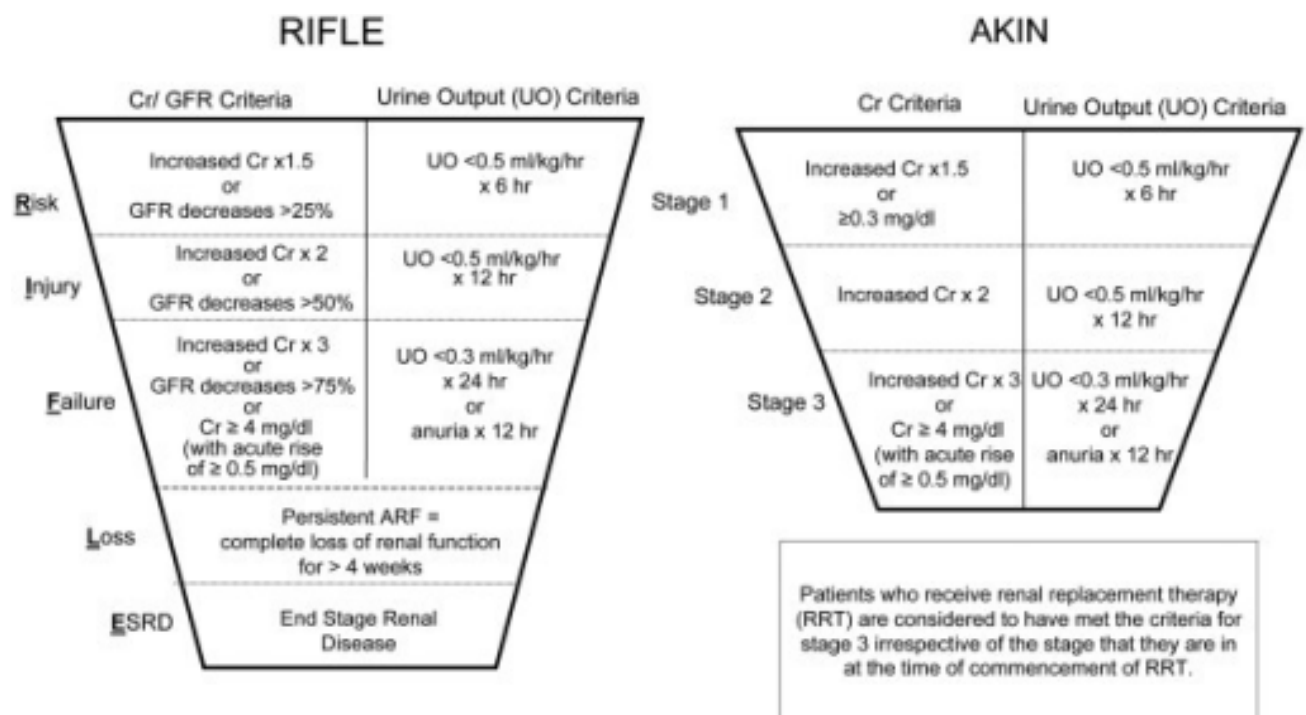 RIFLE
Cr/ GFR Criteria
Urine Output (UO) Criteria
Risk
Increased Cr x1.5
or
GFR decreases >25%
UO <0.5 ml/kg/hr
x 6 hr
Injury
Increased Cr x 2
or
GFR decreases >50%
UO <0.5 ml/kg/hr
x 12 hr
Failure
Increased Cr x 3
or
GFR decreases >75%
or
Cr ≥ 4 mg/dl
(with acute rise
of ≥ 0.5 mg/dl)
UO <0.3 ml/kg/hr
x 24 hr
or
anuria x 12 hr
Loss
Persistent ARF =
complete loss of renal function
for > 4 weeks
ESRD
End Stage Renal
Disease
AKIN
Cr Criteria
Urine Output (UO) Criteria
Stage 1
Increased Cr x1.5
or
≥0.3 mg/dl
UO <0.5 ml/kg/hr
x 6 hr
Stage 2
Increased Cr x 2
UO <0.5 ml/kg/hr
x 12 hr
Stage 3
Increased Cr x 3
or
Cr ≥ 4 mg/dl
(with acute rise
of ≥ 0.5 mg/dl)
UO <0.3 ml/kg/hr
x 24 hr
or
anuria x 12 hr
Patients who receive renal replacement therapy
(RRT) are considered to have met the criteria for
stage 3 irrespective of the stage that they are in
at the time of commencement of RRT.